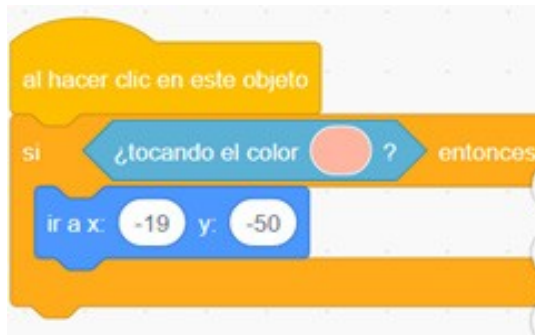 al hacer clic en este objeto
si ¿tocando el color ? entonces
ir a x: -19 y: -50